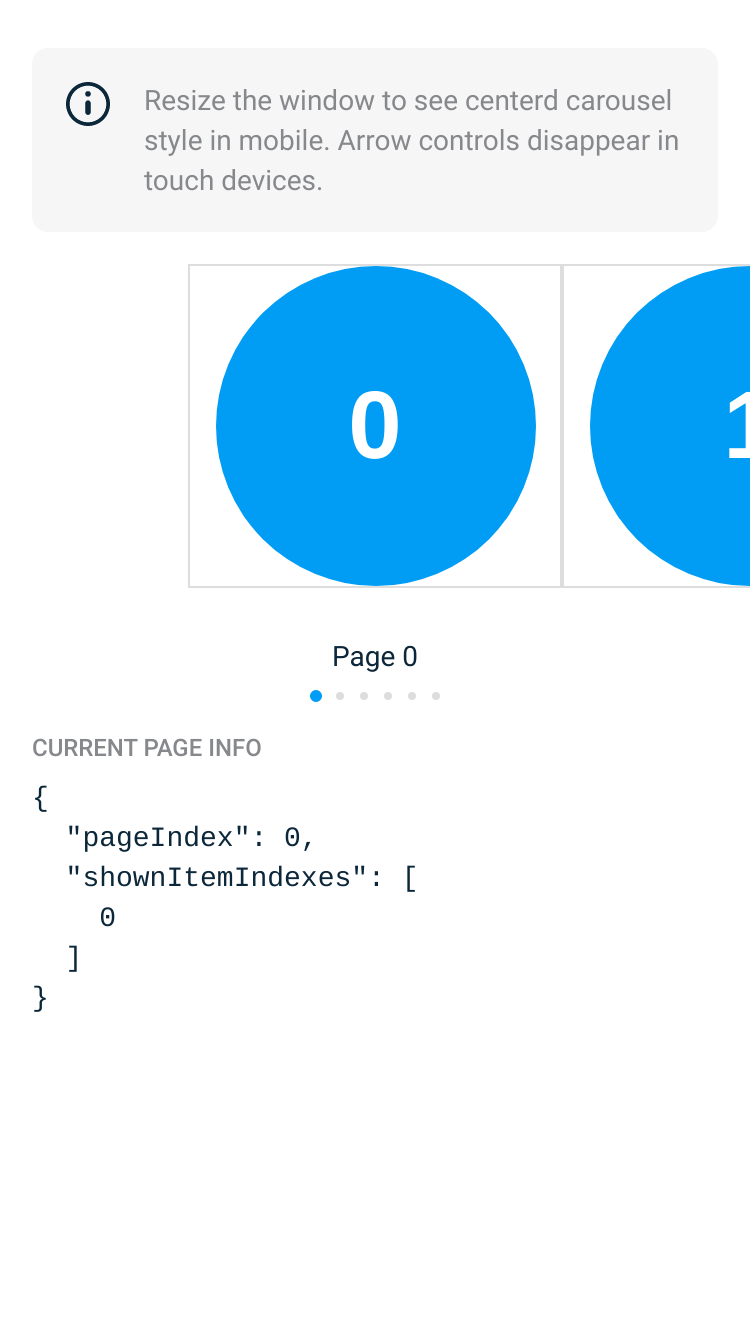 Resize the window to see centerd carousel
style in mobile. Arrow controls disappear in
touch devices.
0
1
Page 0
CURRENT PAGE INFO
{
  "pageIndex": 0,
  "shownItemIndexes": [
    0
  ]
}